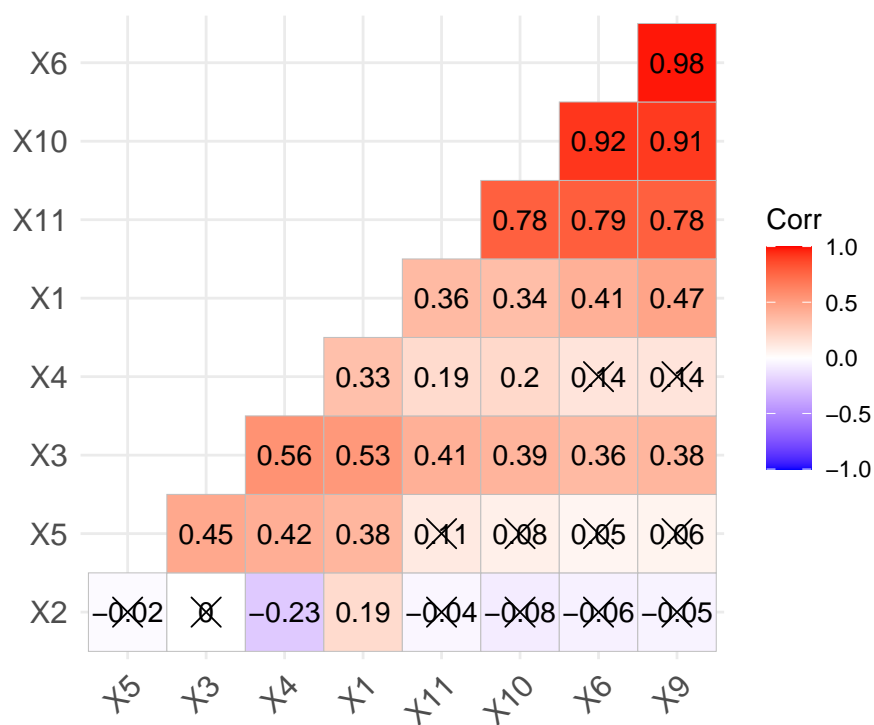 X6 0.98
X10 0.92 0.91
X11 0.78 0.79 0.78
X1 0.36 0.34 0.41 0.47
X4 0.33 0.19 0.2 0.14 0.14
X3 0.56 0.53 0.41 0.39 0.36 0.38
X5 0.45 0.42 0.38 0.11 0.08 0.05 0.06
X2 −0.02 0 −0.23 0.19 −0.04 −0.08 −0.06 −0.05
X5 X3 X4 X1 X11 X10 X6 X9
Corr
1.0
0.5
0.0
−0.5
−1.0